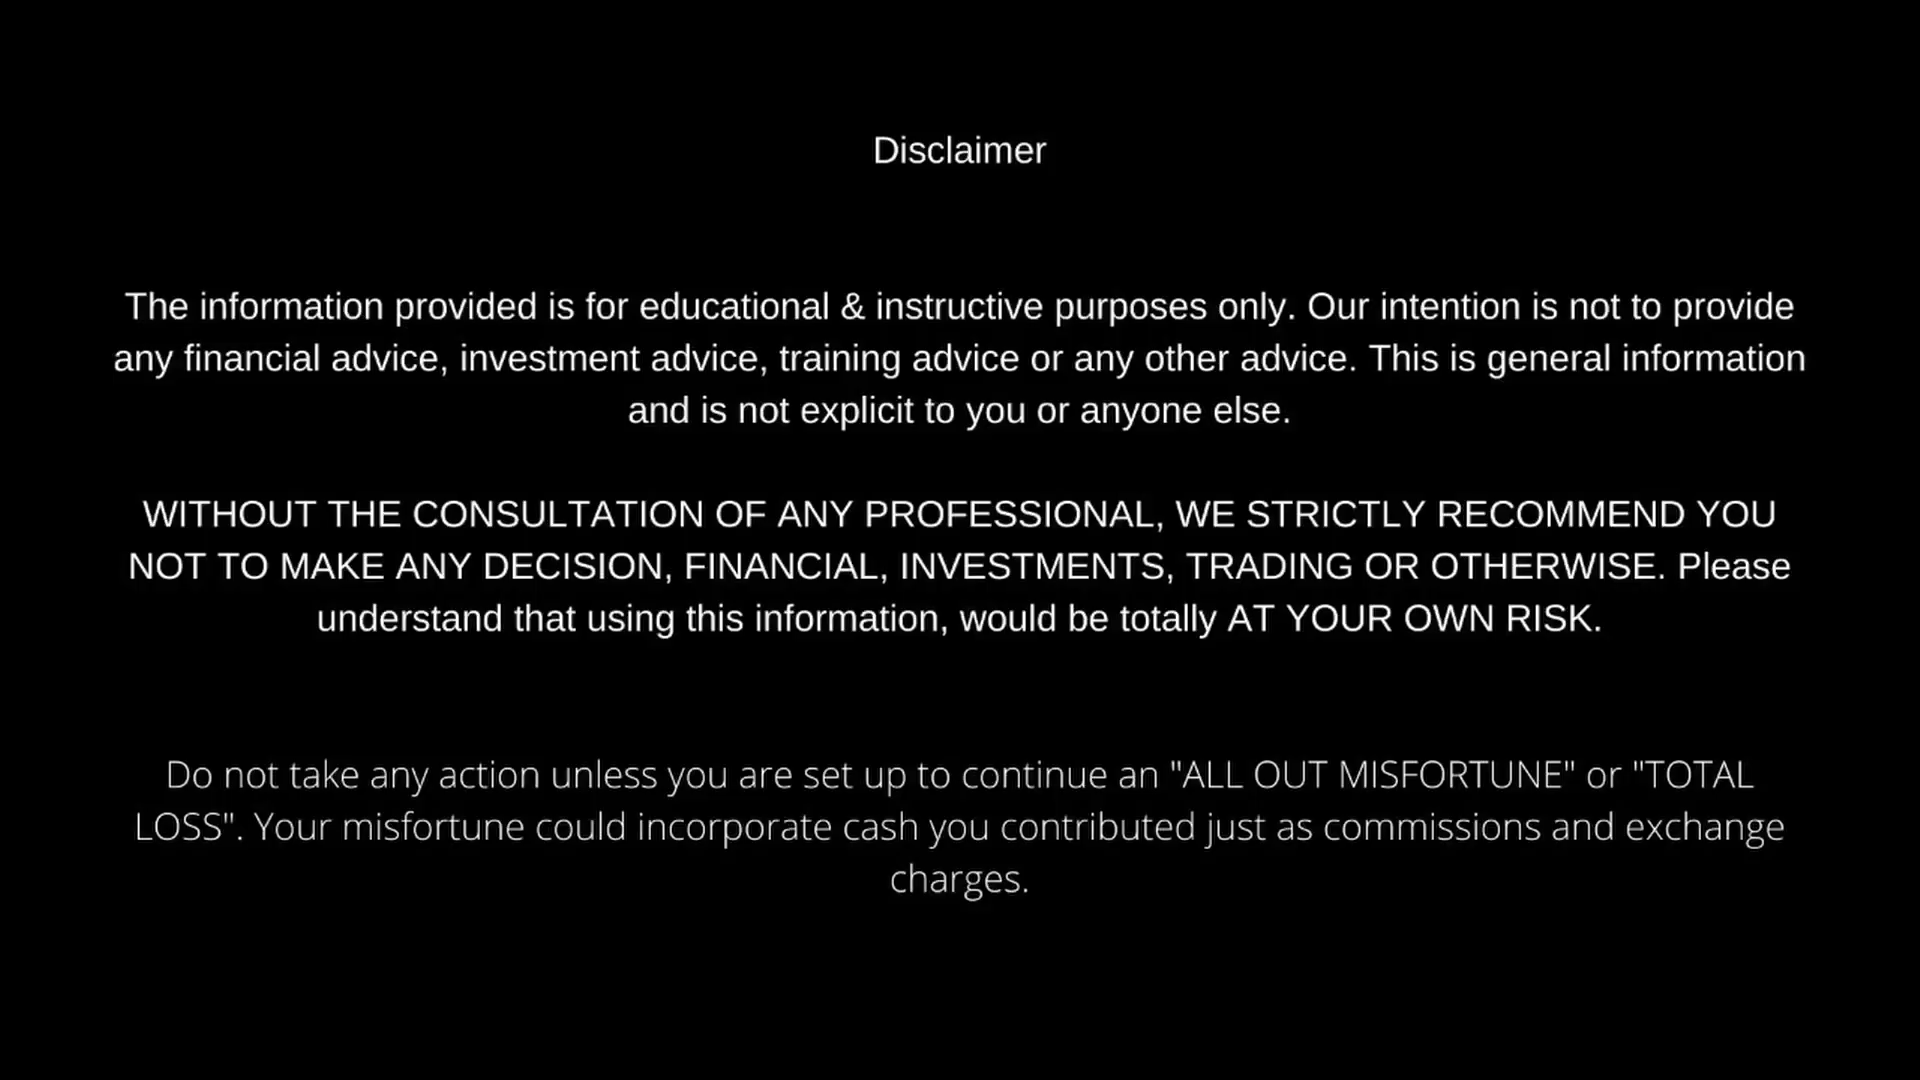 Disclaimer
The information provided is for educational & instructive purposes only. Our intention is not to provide
any financial advice, investment advice, training advice or any other advice. This is general information
and is not explicit to you or anyone else.
WITHOUT THE CONSULTATION OF ANY PROFESSIONAL, WE STRICTLY RECOMMEND YOU
NOT TO MAKE ANY DECISION, FINANCIAL, INVESTMENTS, TRADING OR OTHERWISE. Please
understand that using this information, would be totally AT YOUR OWN RISK.
Do not take any action unless you are set up to continue an "ALL OUT MISFORTUNE" or "TOTAL
LOSS". Your misfortune could incorporate cash you contributed just as commissions and exchange
charges.